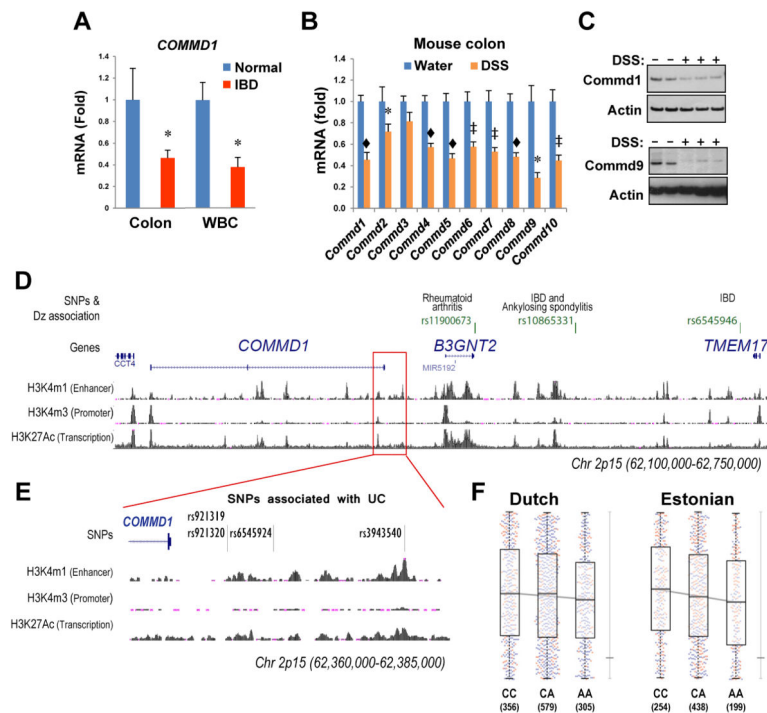 A
COMMD1
Normal
IBD
mRNA (Fold)
1.4
1.2
1
0.8
0.6
0.4
0.2
0
*
*
Colon
WBC
B
Mouse colon
Water
DSS
mRNA (fold)
1.4
1.2
1.0
0.8
0.6
0.4
0.2
0.0
♦
*
♦
♦
‡
‡
♦
*
‡
Commd1
Commd2
Commd3
Commd4
Commd5
Commd6
Commd7
Commd8
Commd9
Commd10
C
DSS: − − + + +
Commd1
Actin
DSS: − − + + +
Commd9
Actin
D
SNPs &
Dz association
Rheumatoid
arthritis
rs11900673
IBD and
Ankylosing spondylitis
rs10865331
IBD
rs6545946
Genes
CCT4
COMMD1
B3GNT2
MIR5192
TMEM17
H3K4m1 (Enhancer)
H3K4m3 (Promoter)
H3K27Ac (Transcription)
Chr 2p15 (62,100,000-62,750,000)
E
SNPs associated with UC
COMMD1
SNPs
rs921319
rs921320
rs6545924
rs3943540
H3K4m1 (Enhancer)
H3K4m3 (Promoter)
H3K27Ac (Transcription)
Chr 2p15 (62,360,000-62,385,000)
F
Dutch
Estonian
CC CA AA
(356) (579) (305)
CC CA AA
(254) (438) (199)